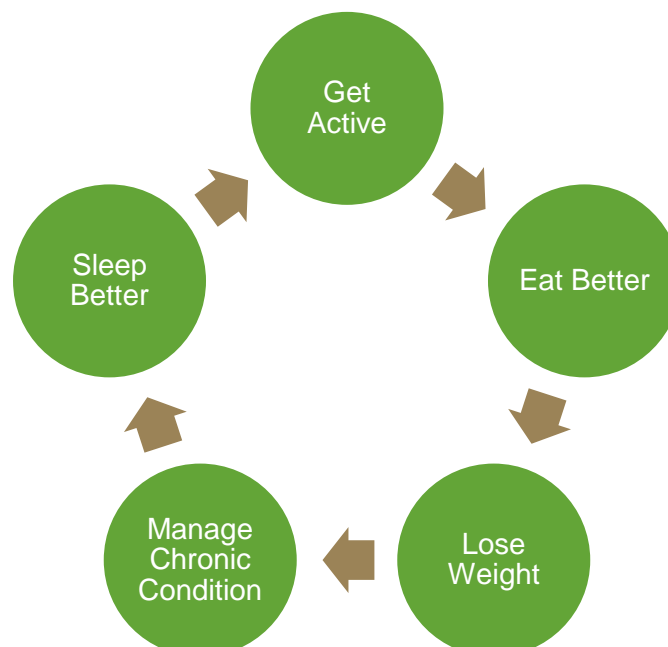 Get
Active
Eat Better
Lose
Weight
Manage
Chronic
Condition
Sleep
Better